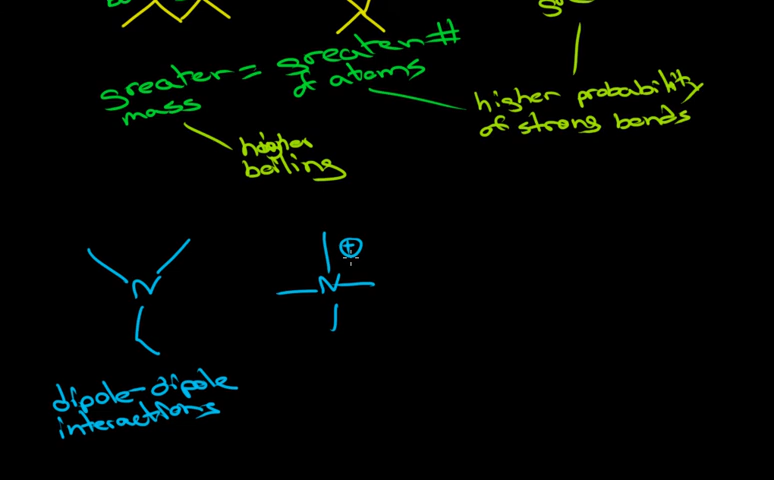 greater = greater #
mass of atoms
higher probability
of strong bonds
higher
boiling
N
N +
dipole-dipole
interactions